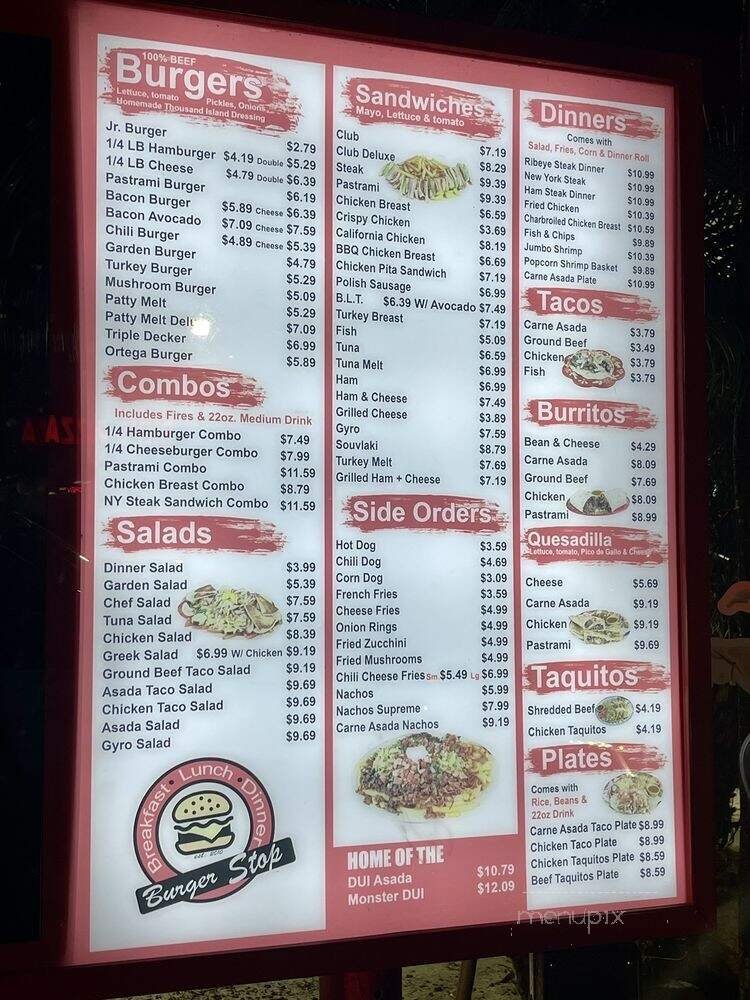 100% BEEF
Burgers
Lettuce, tomato Pickles, Onions
Homemade Thousand Island Dressing
Jr. Burger $2.79
1/4 LB Hamburger $4.19 Double $5.29
1/4 LB Cheese $4.79 Double $6.39
Pastrami Burger $6.19
Bacon Burger $5.89 Cheese $6.39
Bacon Avocado $7.09 Cheese $7.59
Chili Burger $4.89 Cheese $5.39
Garden Burger $4.79
Turkey Burger $5.29
Mushroom Burger $5.09
Patty Melt $5.29
Patty Melt $7.09
Triple Decker $6.99
Ortega Burger $5.89
Combos
Includes Fires & 22oz. Medium Drink
1/4 Hamburger Combo $7.49
1/4 Cheeseburger Combo $7.99
Pastrami Combo $11.59
Chicken Breast Combo $8.79
NY Steak Sandwich Combo $11.59
Salads
Dinner Salad $3.99
Garden Salad $5.39
Chef Salad $7.59
Tuna Salad $7.59
Chicken Salad $8.39
Greek Salad $6.99 W/ Chicken $9.19
Ground Beef Taco Salad $9.19
Asada Taco Salad $9.69
Chicken Taco Salad $9.69
Asada Salad $9.69
Gyro Salad $9.69
Breakfast • Lunch • Dinner
est. 2010
Burger Stop
Sandwiches
Mayo, Lettuce & tomato
Club $7.19
Club Deluxe $8.29
Steak $9.39
Pastrami $9.39
Chicken Breast $6.59
Crispy Chicken $3.69
California Chicken $8.19
BBQ Chicken Breast $6.69
Chicken Pita Sandwich $7.19
Polish Sausage $6.99
B.L.T. $6.39 W/ Avocado $7.49
Turkey Breast $7.19
Fish $5.09
Tuna $6.59
Tuna Melt $6.99
Ham $6.99
Ham & Cheese $7.49
Grilled Cheese $3.89
Gyro $7.59
Souvlaki $8.79
Turkey Melt $7.69
Grilled Ham + Cheese $7.19
Side Orders
Hot Dog $3.59
Chili Dog $4.69
Corn Dog $3.09
French Fries $3.59
Cheese Fries $4.99
Onion Rings $4.99
Fried Zucchini $4.99
Fried Mushrooms $4.99
Chili Cheese Fries Sm $5.49 Lg $6.99
Nachos $5.99
Nachos Supreme $7.99
Carne Asada Nachos $9.19
HOME OF THE
DUI Asada $10.79
Monster DUI $12.09
Dinners
Comes with
Salad, Fries, Corn & Dinner Roll
Ribeye Steak Dinner $10.99
New York Steak $10.99
Ham Steak Dinner $10.99
Fried Chicken $10.39
Charbroiled Chicken Breast $10.59
Fish & Chips $9.89
Jumbo Shrimp $10.39
Popcorn Shrimp Basket $9.89
Carne Asada Plate $10.99
Tacos
Carne Asada $3.79
Ground Beef $3.49
Chicken $3.79
Fish $3.79
Burritos
Bean & Cheese $4.29
Carne Asada $8.09
Ground Beef $7.69
Chicken $8.09
Pastrami $8.99
Quesadilla
Lettuce, tomato, Pico de Gallo & Cheese
Cheese $5.69
Carne Asada $9.19
Chicken $9.19
Pastrami $9.69
Taquitos
Shredded Beef $4.19
Chicken Taquitos $4.19
Plates
Comes with
Rice, Beans &
22oz Drink
Carne Asada Taco Plate $8.99
Chicken Taco Plate $8.99
Chicken Taquitos Plate $8.59
Beef Taquitos Plate $8.59
menupix